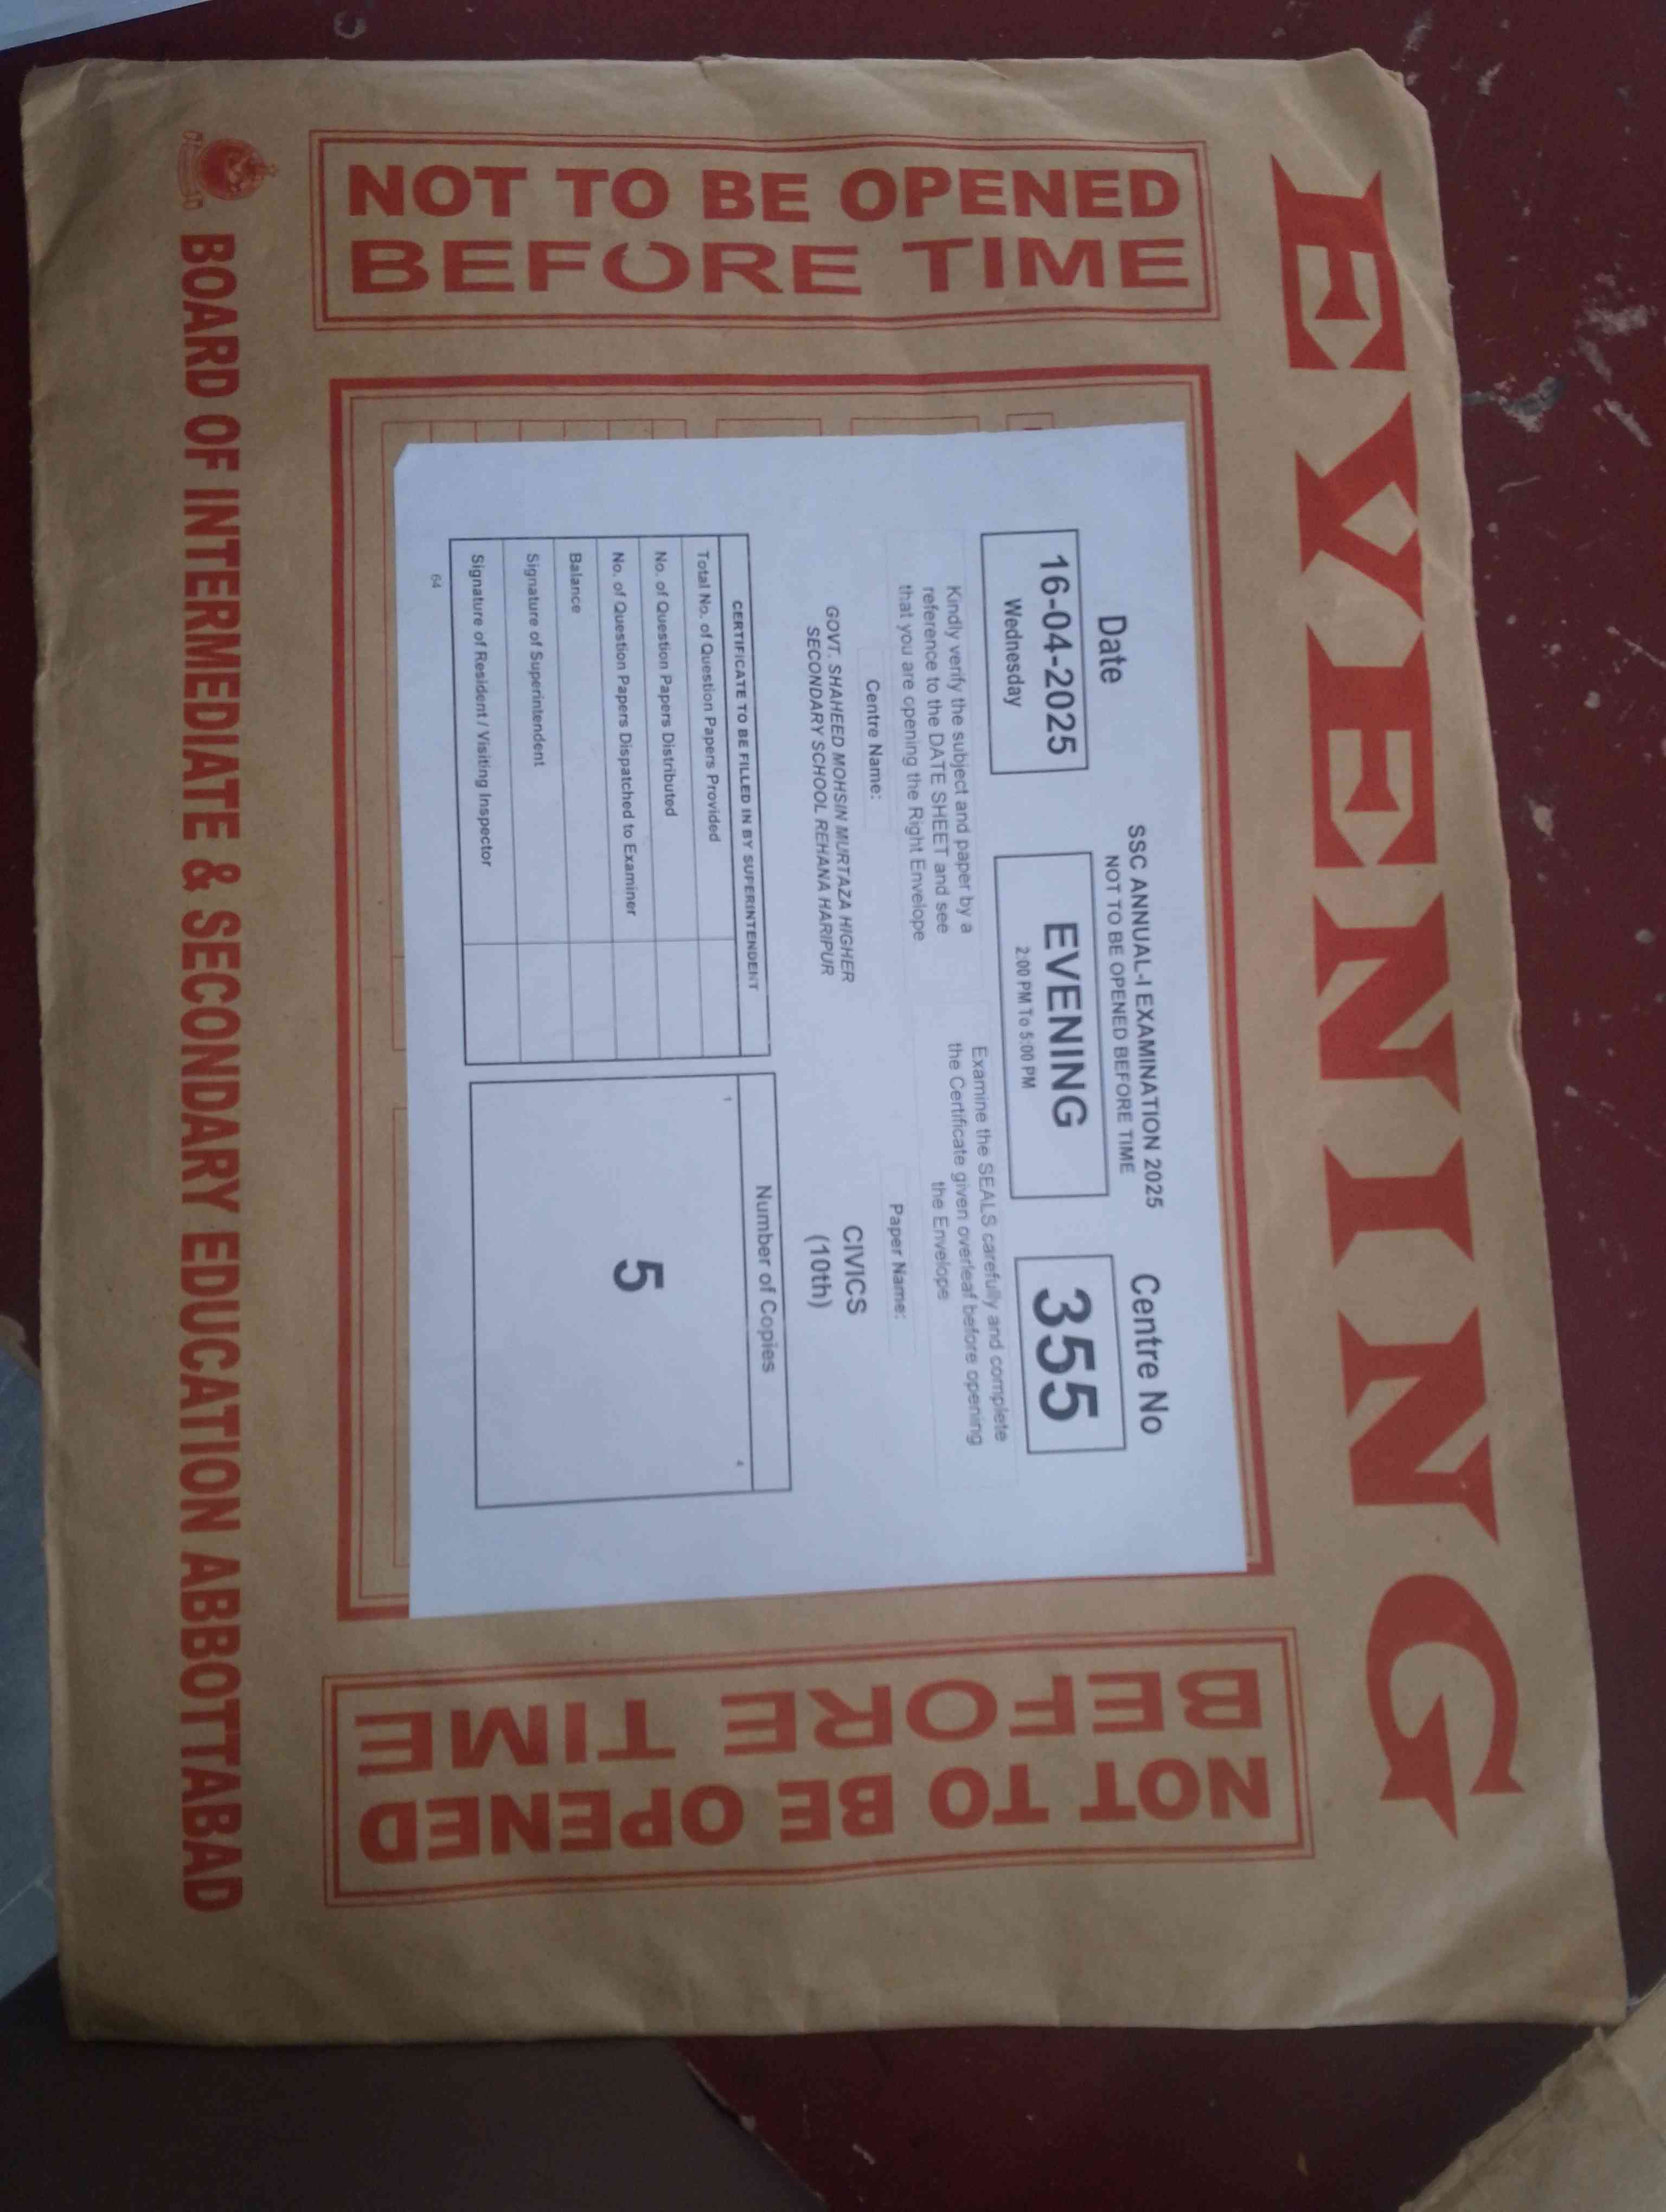 EVENING
NOT TO BE OPENED
BEFORE TIME
Date
16-04-2025
Wednesday
SSC ANNUAL-I EXAMINATION 2025
NOT TO BE OPENED BEFORE TIME
EVENING
2:00 PM To 5:00 PM
Centre No
355
Kindly verify the subject and paper by a
reference to the DATE SHEET and see
that you are opening the Right Envelope
Examine the SEALS carefully and complete
the Certificate given overleaf before opening
the Envelope
Centre Name:
GOVT. SHAHEED MOHSIN MURTAZA HIGHER
SECONDARY SCHOOL REHANA HARIPUR
Paper Name:
CIVICS
(10th)
CERTIFICATE TO BE FILLED IN BY SUPERINTENDENT
Total No. of Question Papers Provided
No. of Question Papers Distributed
No. of Question Papers Dispatched to Examiner
Balance
Signature of Superintendent
Signature of Resident / Visiting Inspector
64
Number of Copies
1
4
5
NOT TO BE OPENED
BEFORE TIME
BOARD OF INTERMEDIATE & SECONDARY EDUCATION ABBOTTABAD